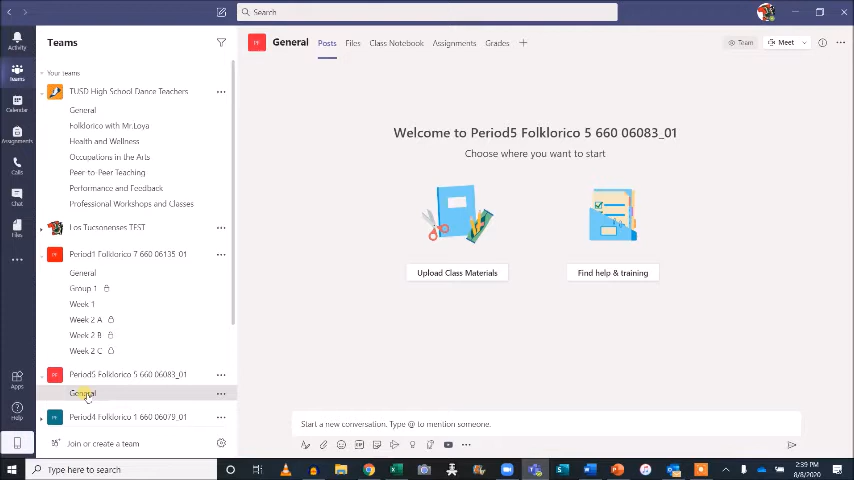 Search
Activity
Teams
Calendar
Assignments
Calls
Chat
Files
Apps
Help
Teams
Your teams
TUSD High School Dance Teachers
General
Folklorico with Mr.Loya
Health and Wellness
Occupations in the Arts
Peer-to-Peer Teaching
Performance and Feedback
Professional Workshops and Classes
Los Tucsonenses TEST
PF Period1 Folklorico 7 660 06135_01
General
Group 1
Week 1
Week 2 A
Week 2 B
Week 2 C
PF Period5 Folklorico 5 660 06083_01
General
PF Period4 Folklorico 1 660 06079_01
Join or create a team
PF General Posts Files Class Notebook Assignments Grades
Team Meet
Welcome to Period5 Folklorico 5 660 06083_01
Choose where you want to start
Upload Class Materials
Find help & training
Start a new conversation. Type @ to mention someone.
Type here to search
2:39 PM
8/8/2020